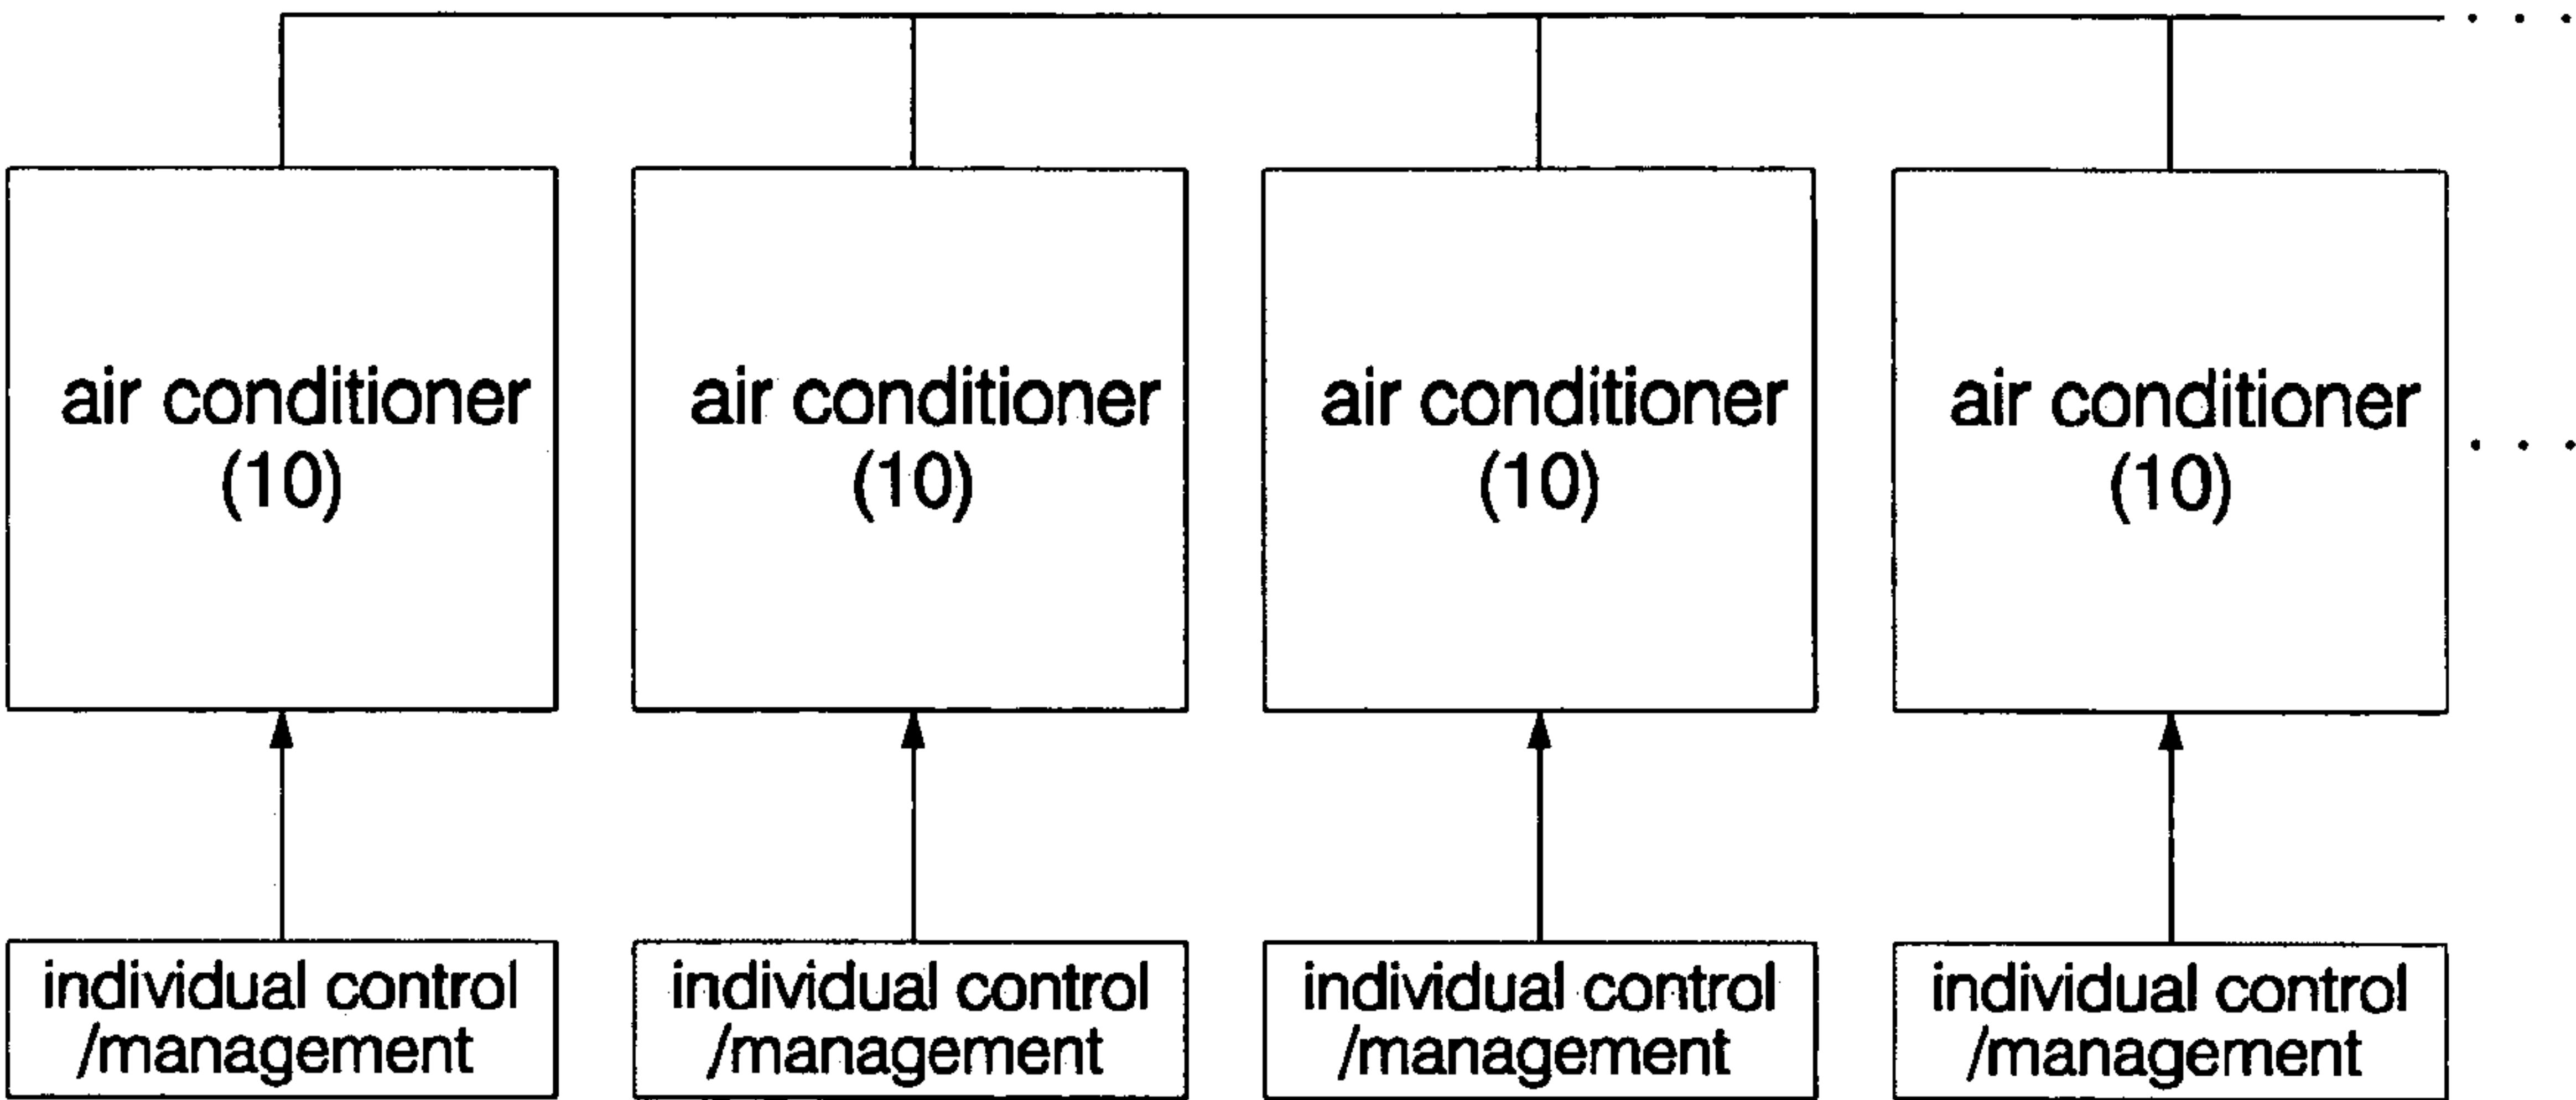 air conditioner
(10)
air conditioner
(10)
air conditioner
(10)
air conditioner
(10)
. . .
. . .
individual control
/management
individual control
/management
individual control
/management
individual control
/management